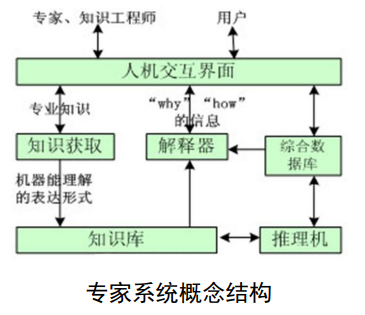 专家、知识工程师
用户
人机交互界面
专业知识
“why”“how”
的信息
知识获取
解释器
综合数
据库
机器能理解
的表达形式
知识库
推理机
专家系统概念结构